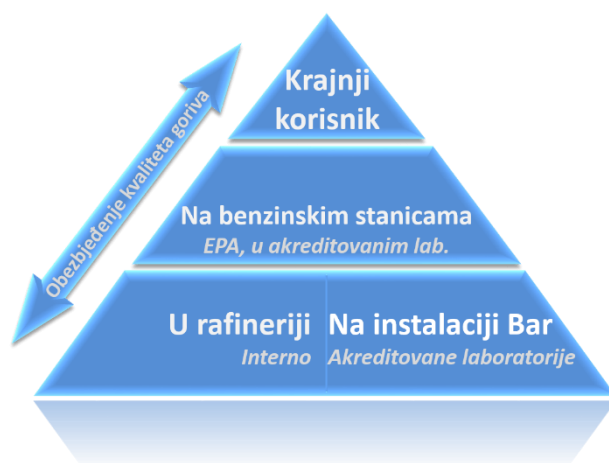 Krajnji
korisnik
Obezbjeđenje kvaliteta goriva
Na benzinskim stanicama
EPA, u akreditovanim lab.
U rafineriji
Interno
Na instalaciji Bar
Akreditovane laboratorije